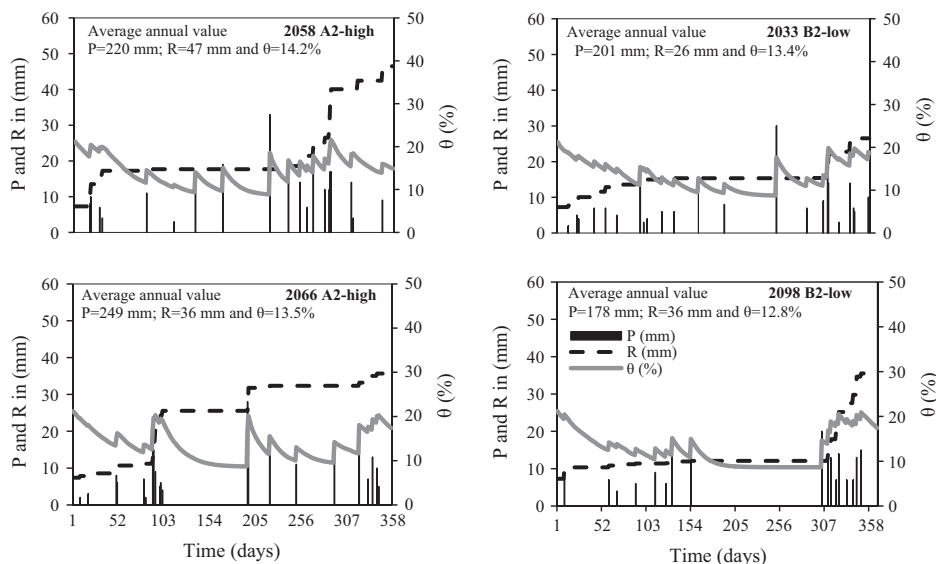 Average annual value 2058 A2-high
P=220 mm; R=47 mm and θ=14.2%
P and R in (mm)
60
50
40
30
20
10
0
50
40
30
20
10
0
θ (%)
Average annual value 2033 B2-low
P=201 mm; R=26 mm and θ=13.4%
P and R in (mm)
60
50
40
30
20
10
0
50
40
30
20
10
0
θ (%)
Average annual value 2066 A2-high
P=249 mm; R=36 mm and θ=13.5%
P and R in (mm)
60
50
40
30
20
10
0
50
40
30
20
10
0
θ (%)
1 52 103 154 205 256 307 358
Time (days)
Average annual value 2098 B2-low
P=178 mm; R=36 mm and θ=12.8%
P (mm)
R (mm)
θ (%)
P and R in (mm)
60
50
40
30
20
10
0
50
40
30
20
10
0
θ (%)
1 52 103 154 205 256 307 358
Time (days)